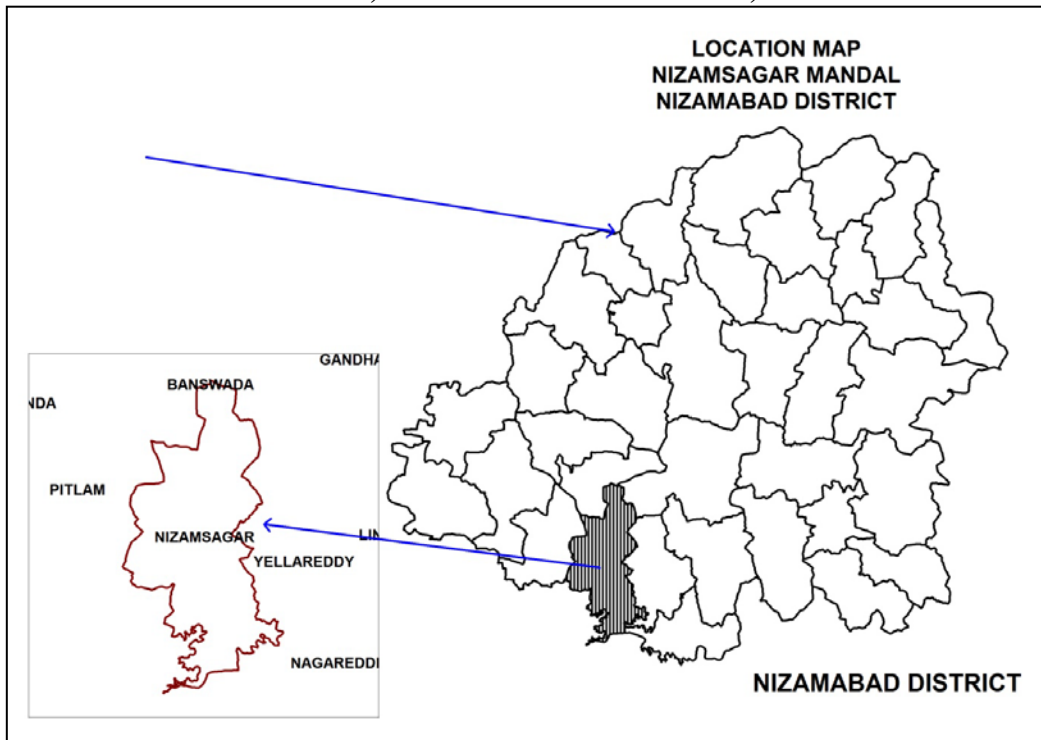 LOCATION MAP
NIZAMSAGAR MANDAL
NIZAMABAD DISTRICT
GANDHA
BANSWADA
NDA
PITLAM
NIZAMSAGAR
LIN
YELLAREDDY
NAGAREDDI
NIZAMABAD DISTRICT